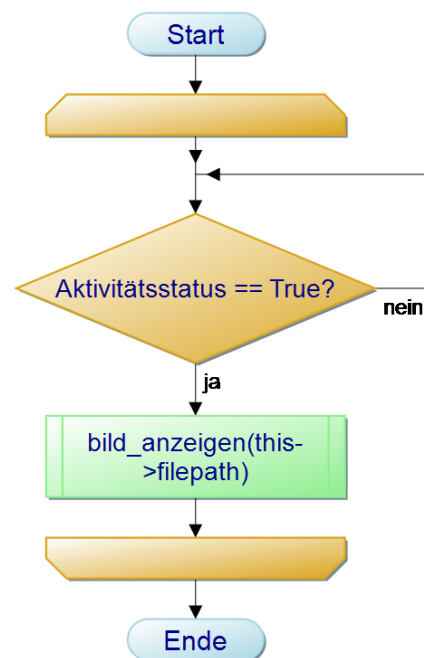 Start
Aktivitätsstatus == True?
nein
ja
bild_anzeigen(this-
>filepath)
Ende